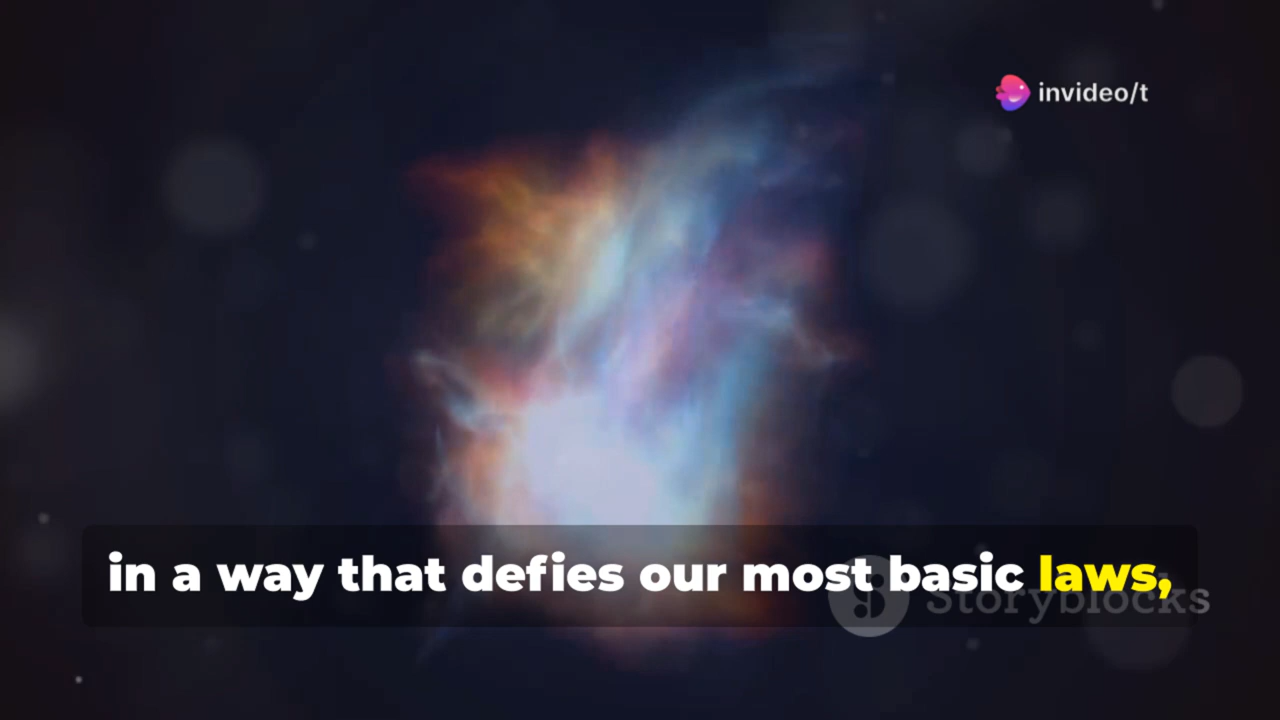 invideo/t
in a way that defies our most basic laws,
Storyblocks